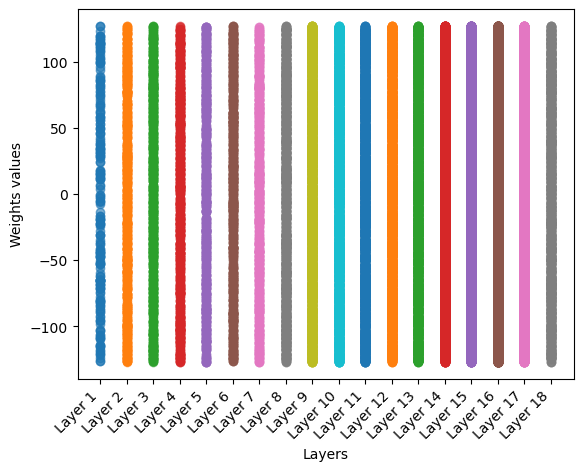 Weights values
100
50
0
−50
−100
Layer 1
Layer 2
Layer 3
Layer 4
Layer 5
Layer 6
Layer 7
Layer 8
Layer 9
Layer 10
Layer 11
Layer 12
Layer 13
Layer 14
Layer 15
Layer 16
Layer 17
Layer 18
Layers